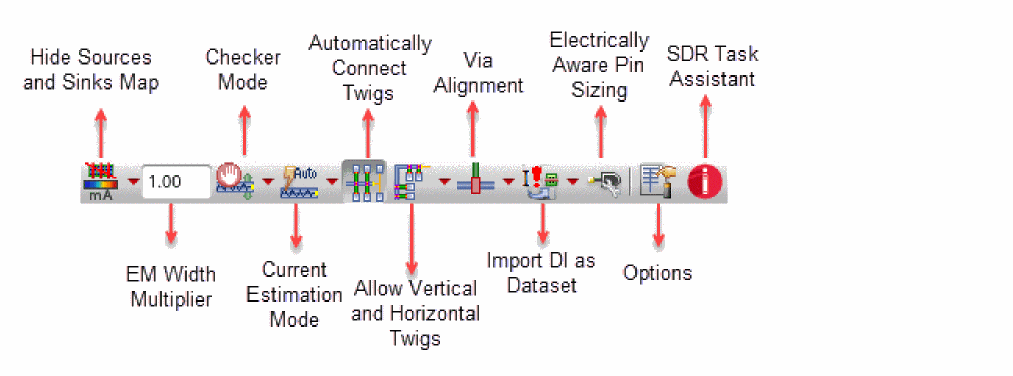 Hide Sources
and Sinks Map
Checker
Mode
Automatically
Connect
Twigs
Via
Alignment
Electrically
Aware Pin
Sizing
SDR Task
Assistant
mA
1.00
Auto
I!
i
EM Width
Multiplier
Current
Estimation
Mode
Allow Vertical
and Horizontal
Twigs
Import DI as
Dataset
Options